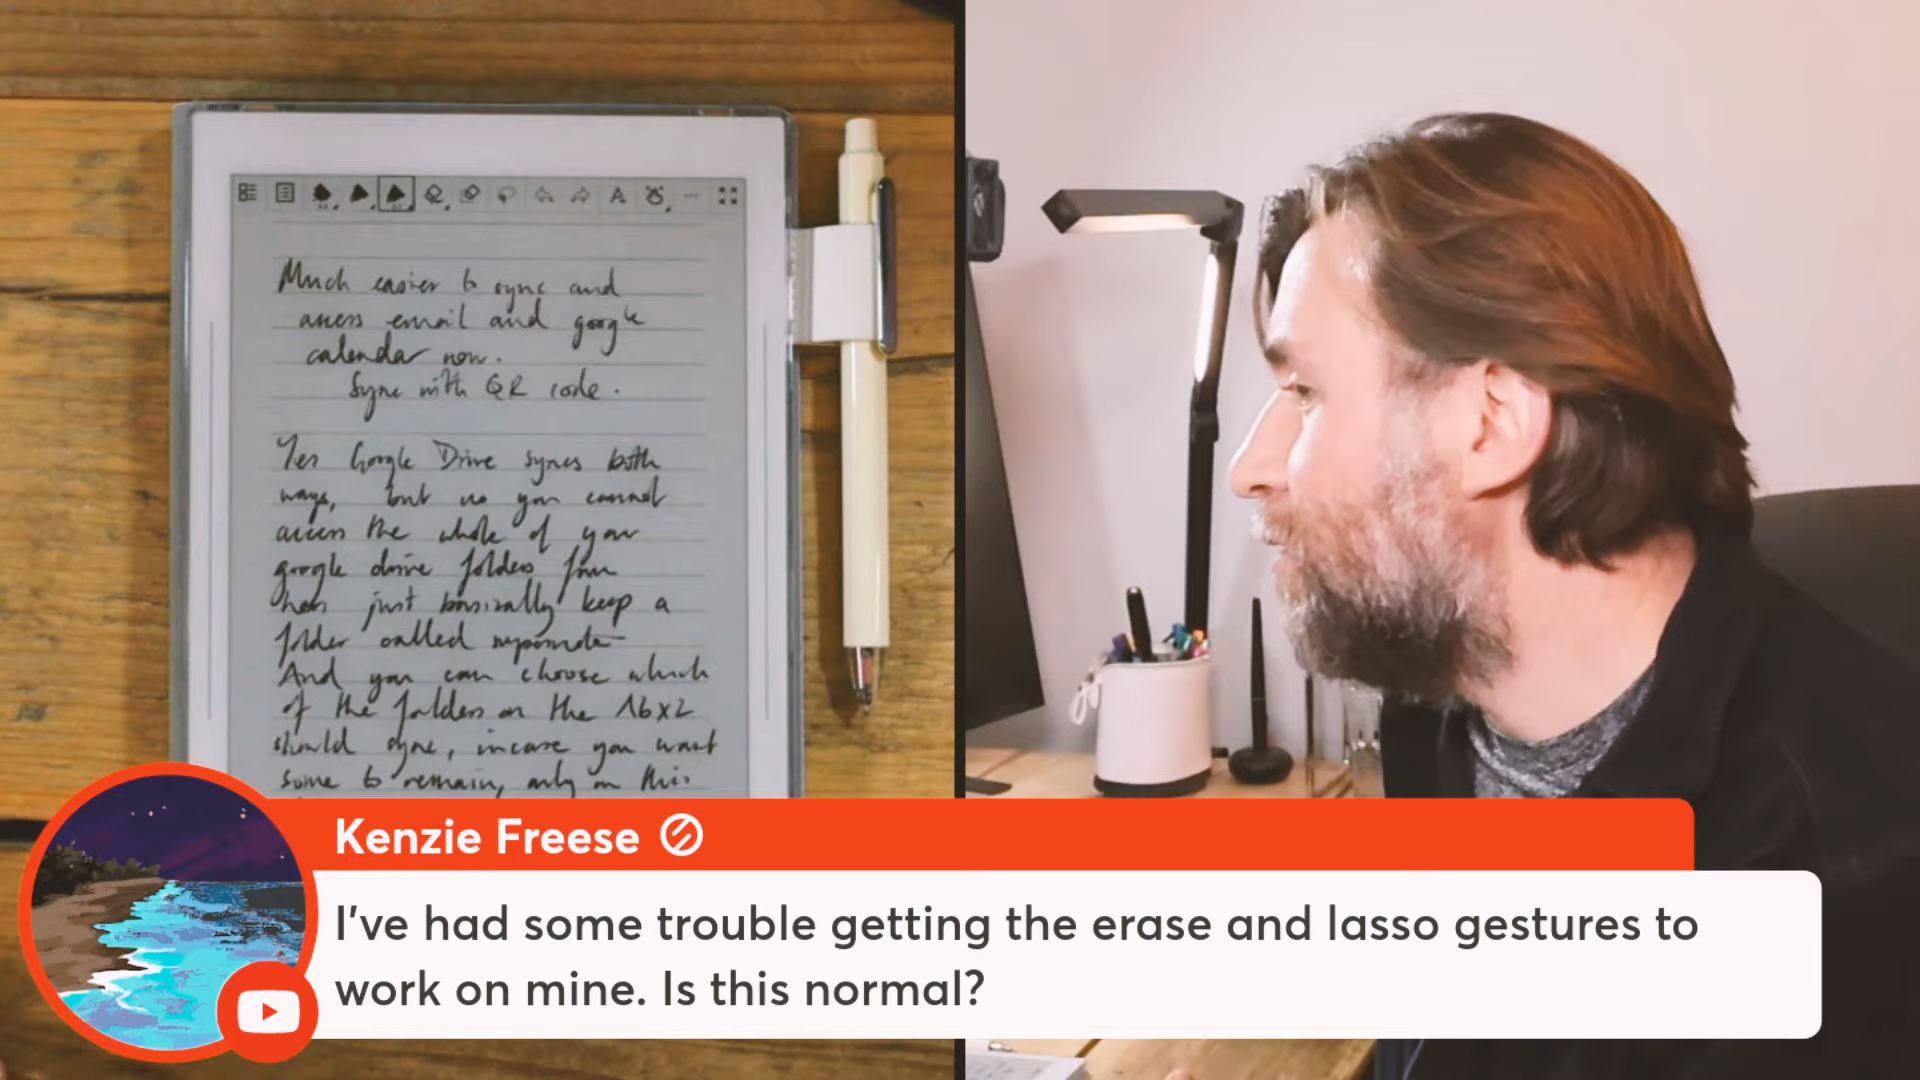 Much easier to sync and
access email and google
calendar now.
Sync with QR code.
Yes Google Drive syncs both
ways, but no you cannot
access the whole of your
google drive folders from
here just basically keep a
folder called supernote
And you can choose which
of the folders on the A6X2
should sync, incase you want
some to remain, only on this
Kenzie Freese
I've had some trouble getting the erase and lasso gestures to
work on mine. Is this normal?